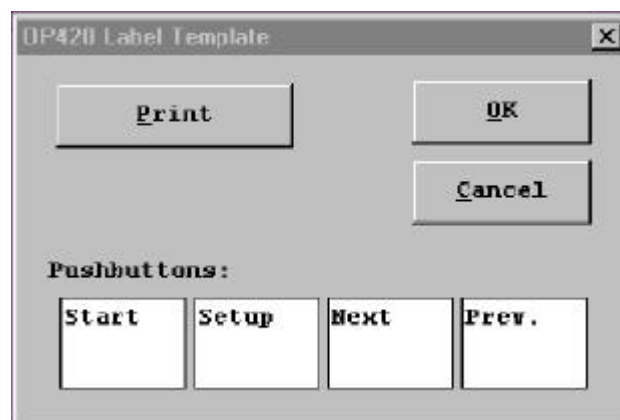 OP420 Label Template
Print
OK
Cancel
Pushbuttons:
Start Setup Next Prev.